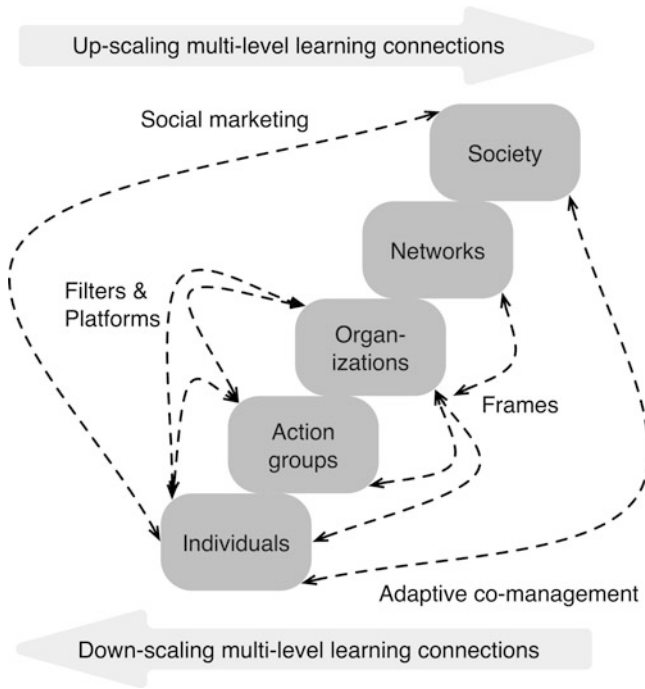 Up-scaling multi-level learning connections
Social marketing
Society
Networks
Filters &
Platforms
Organ-
izations
Frames
Action
groups
Individuals
Adaptive co-management
Down-scaling multi-level learning connections